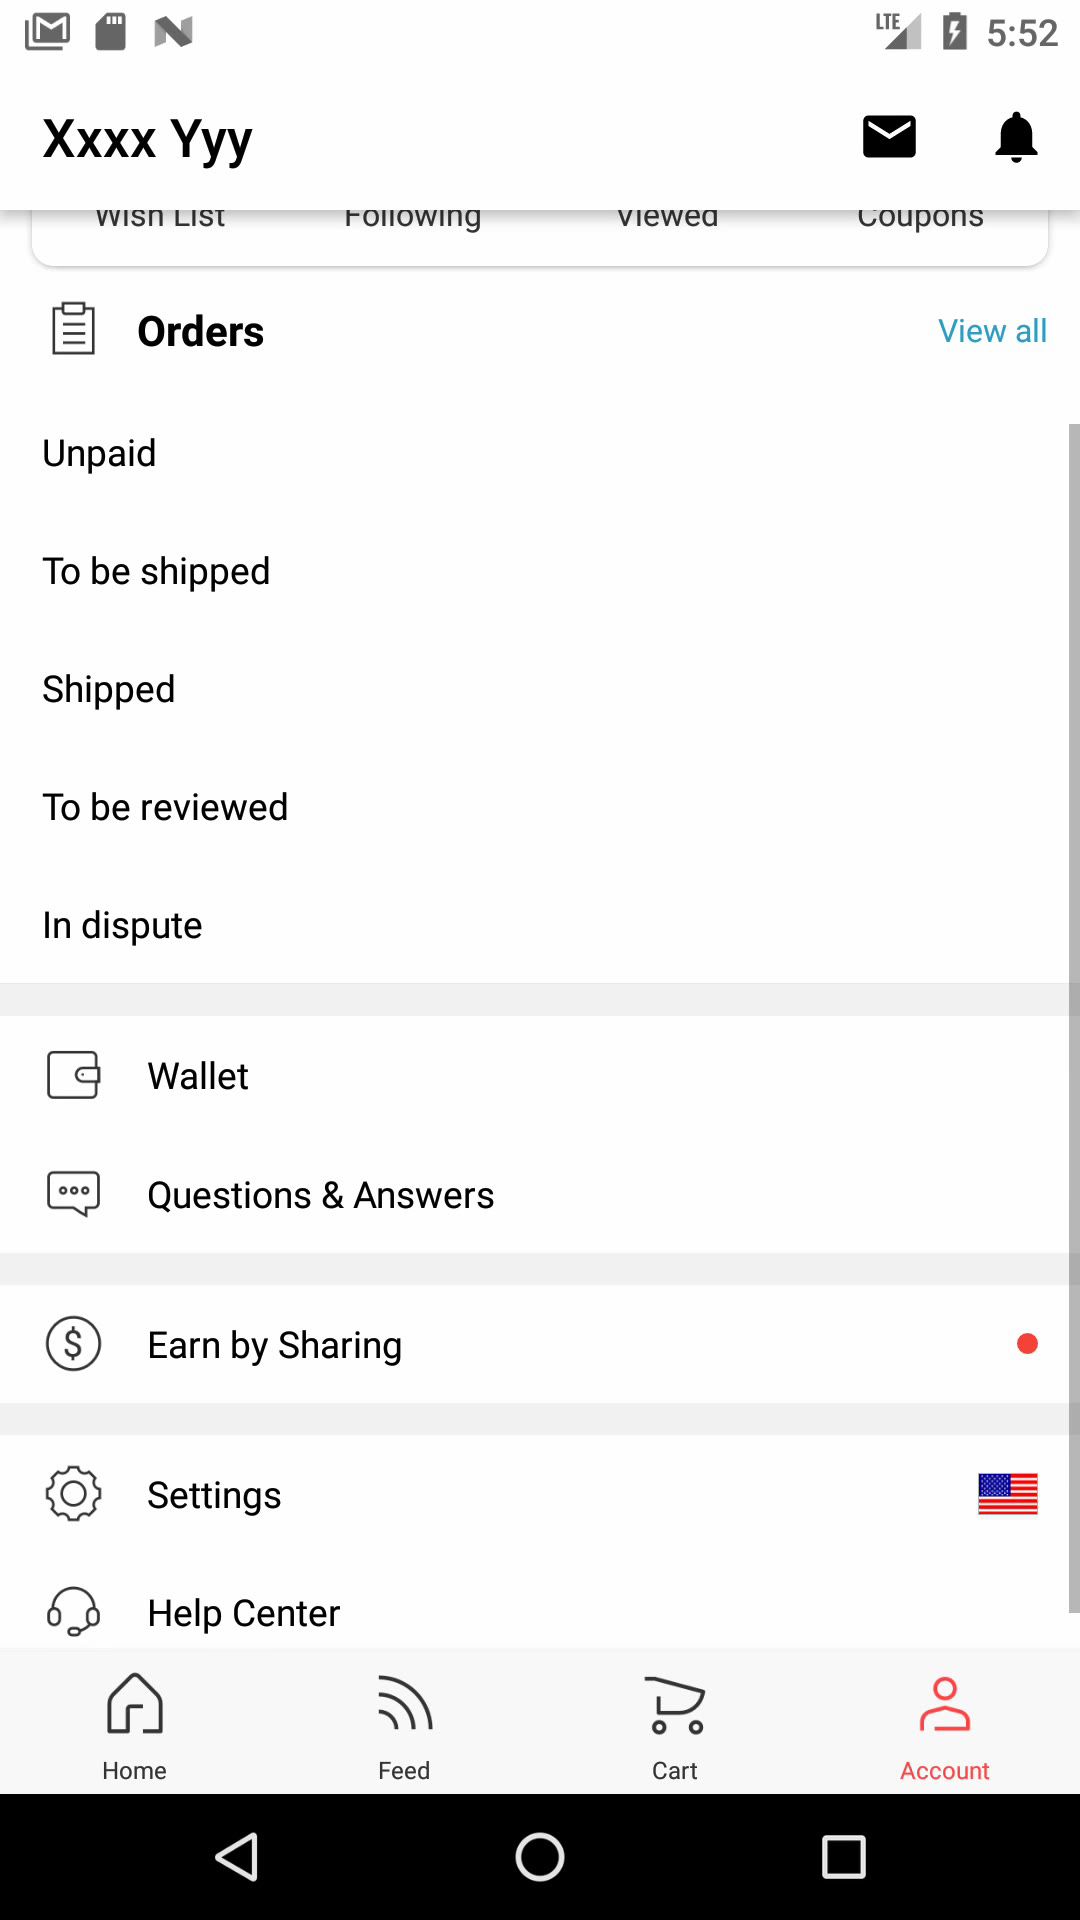 LTE 5:52
Xxxx Yyy
Wish List Following Viewed Coupons
Orders View all
Unpaid
To be shipped
Shipped
To be reviewed
In dispute
Wallet
Questions & Answers
$ Earn by Sharing
Settings
Help Center
Home Feed Cart Account